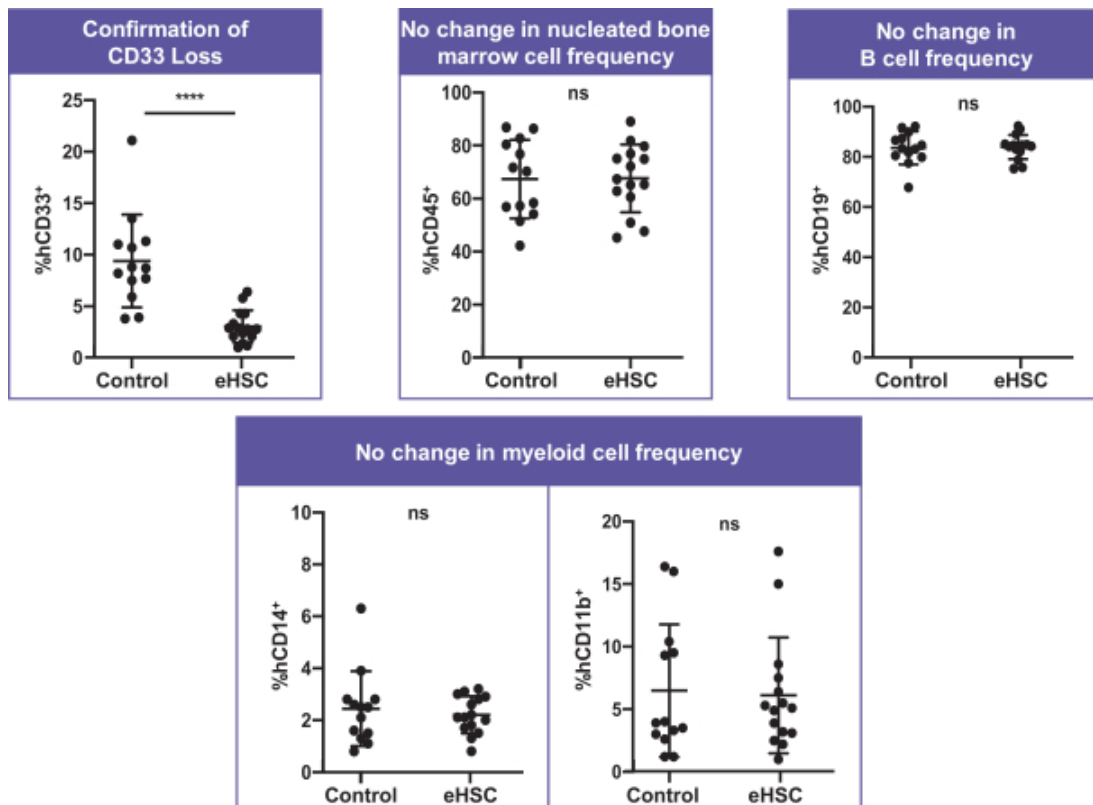 Confirmation of
CD33 Loss
25
20
15
10
5
0
%hCD33⁺
****
Control eHSC
No change in nucleated bone
marrow cell frequency
100
80
60
40
20
0
%hCD45⁺
ns
Control eHSC
No change in
B cell frequency
100
80
60
40
20
0
%hCD19⁺
ns
Control eHSC
No change in myeloid cell frequency
10
8
6
4
2
0
%hCD14⁺
ns
Control eHSC
20
15
10
5
0
%hCD11b⁺
ns
Control eHSC